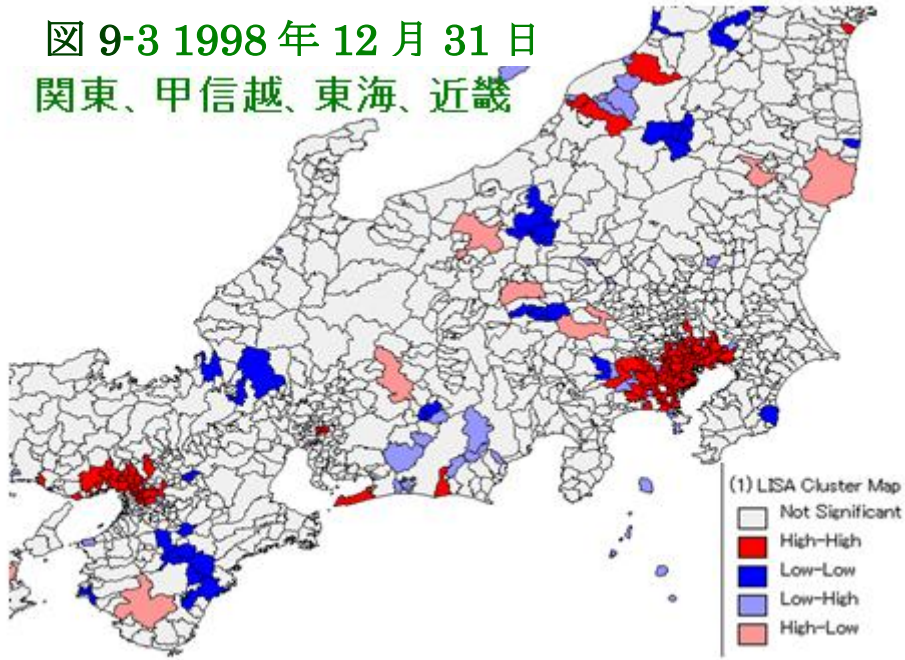 図 9-3 1998 年 12 月 31 日
関東、甲信越、東海、近畿
(1) LISA Cluster Map
Not Significant
High-High
Low-Low
Low-High
High-Low